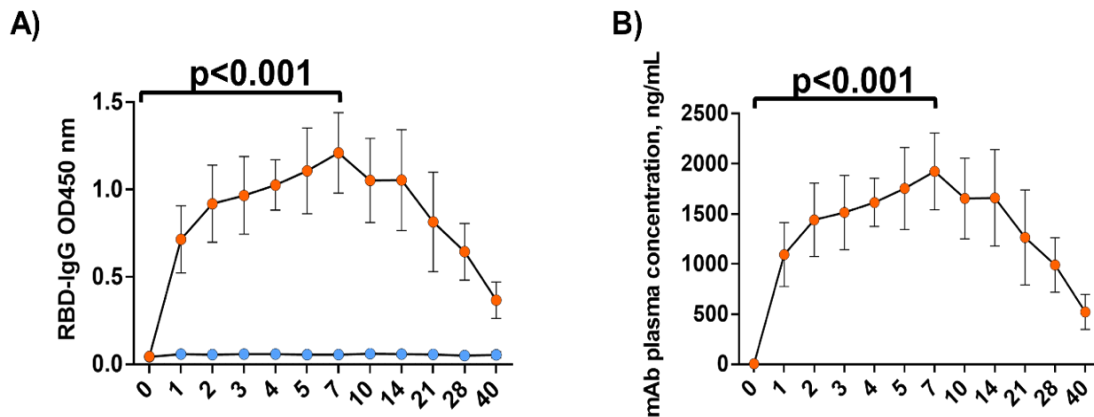 A)
p<0.001
RBD-IgG OD450 nm
1.5
1.0
0.5
0.0
0 1 2 3 4 5 7 10 14 21 28 40
B)
p<0.001
mAb plasma concentration, ng/mL
2500
2000
1500
1000
500
0
0 1 2 3 4 5 7 10 14 21 28 40